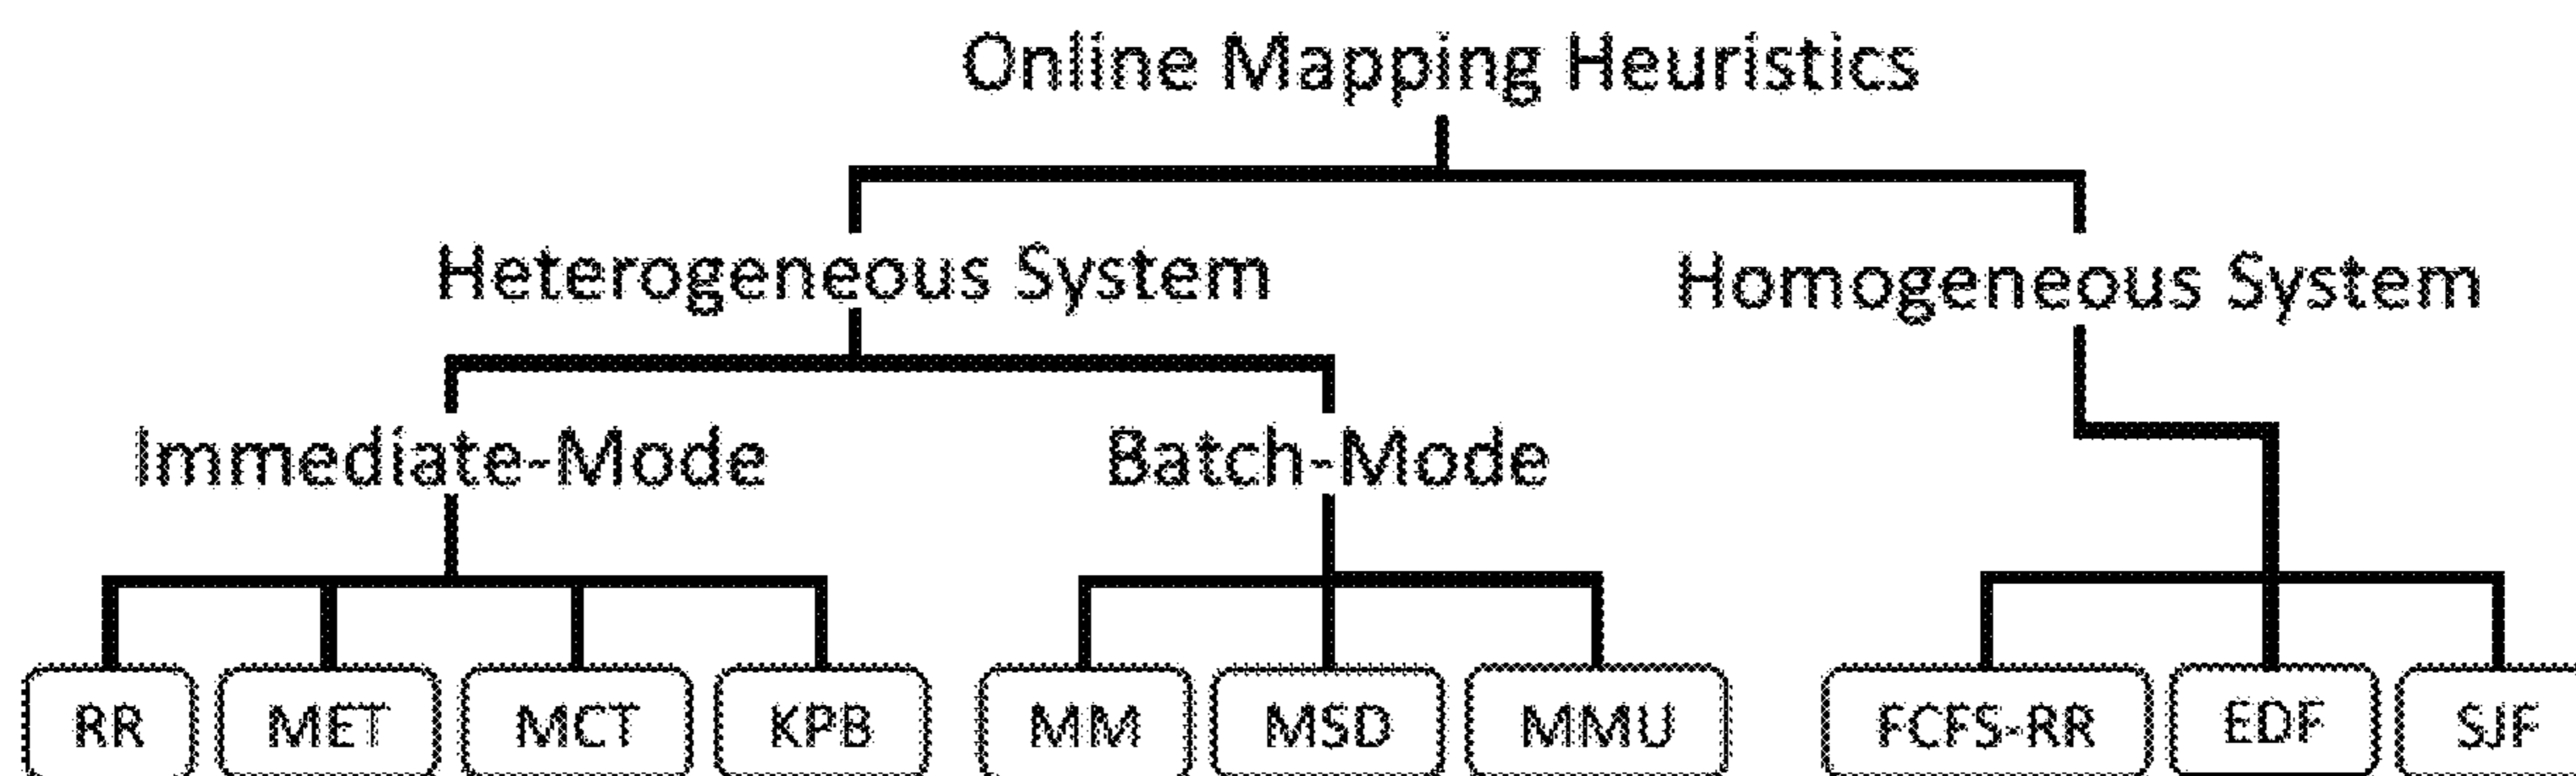 Online Mapping Heuristics
Heterogeneous System
Homogeneous System
Immediate-Mode
Batch-Mode
RR
MET
MCT
KPB
MM
MSD
MMU
FCFS-RR
EDF
SJF